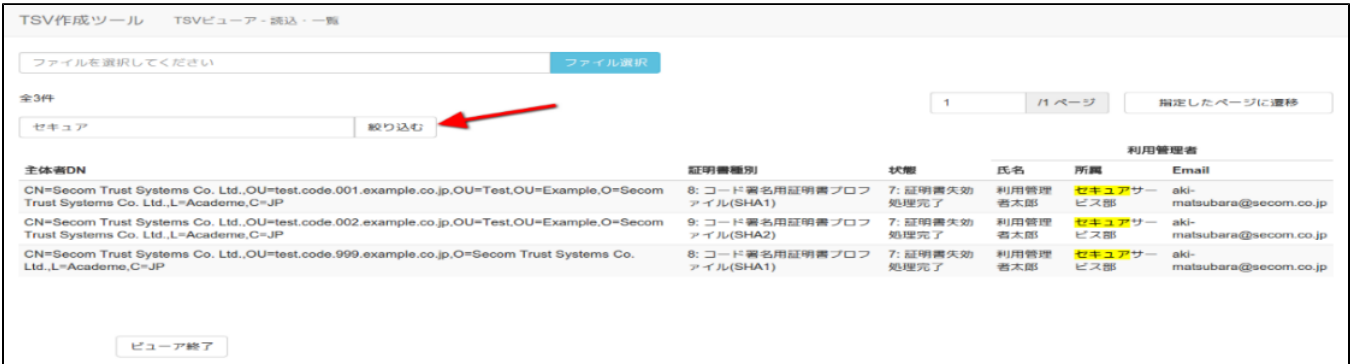 TSV作成ツール TSVビューア - 読込・一覧
ファイルを選択してください ファイル選択
全3件
1 /1 ページ 指定したページに遷移
セキュア 絞り込む
利用管理者
主体者DN 証明書種別 状態 氏名 所属 Email
CN=Secom Trust Systems Co. Ltd.,OU=test.code.001.example.co.jp,OU=Test,OU=Example,O=Secom 8: コード署名用証明書プロフ 7: 証明書失効 利用管理 セキュアサー aki-
Trust Systems Co. Ltd.,L=Academe,C=JP ァイル(SHA1) 処理完了 者太郎 ビス部 matsubara@secom.co.jp
CN=Secom Trust Systems Co. Ltd.,OU=test.code.002.example.co.jp,OU=Test,OU=Example,O=Secom 9: コード署名用証明書プロフ 7: 証明書失効 利用管理 セキュアサー aki-
Trust Systems Co. Ltd.,L=Academe,C=JP ァイル(SHA2) 処理完了 者太郎 ビス部 matsubara@secom.co.jp
CN=Secom Trust Systems Co. Ltd.,OU=test.code.999.example.co.jp,O=Secom Trust Systems Co. 8: コード署名用証明書プロフ 7: 証明書失効 利用管理 セキュアサー aki-
Ltd.,L=Academe,C=JP ァイル(SHA1) 処理完了 者太郎 ビス部 matsubara@secom.co.jp
ビューア終了